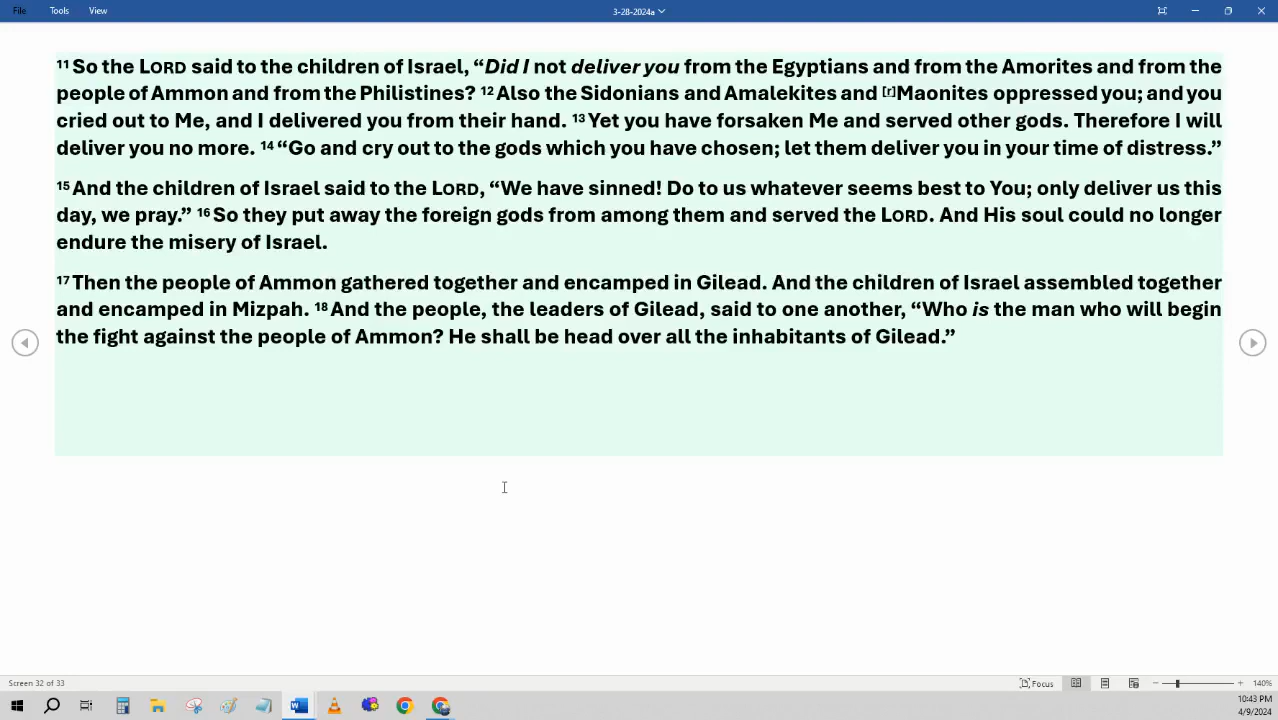 File Tools View 3-28-2024a
¹¹ So the LORD said to the children of Israel, “Did I not deliver you from the Egyptians and from the Amorites and from the
people of Ammon and from the Philistines? ¹² Also the Sidonians and Amalekites and [r]Maonites oppressed you; and you
cried out to Me, and I delivered you from their hand. ¹³ Yet you have forsaken Me and served other gods. Therefore I will
deliver you no more. ¹⁴ “Go and cry out to the gods which you have chosen; let them deliver you in your time of distress.”
¹⁵ And the children of Israel said to the LORD, “We have sinned! Do to us whatever seems best to You; only deliver us this
day, we pray.” ¹⁶ So they put away the foreign gods from among them and served the LORD. And His soul could no longer
endure the misery of Israel.
¹⁷ Then the people of Ammon gathered together and encamped in Gilead. And the children of Israel assembled together
and encamped in Mizpah. ¹⁸ And the people, the leaders of Gilead, said to one another, “Who is the man who will begin
the fight against the people of Ammon? He shall be head over all the inhabitants of Gilead.”
Screen 32 of 33 Focus 140%
10:43 PM
4/9/2024